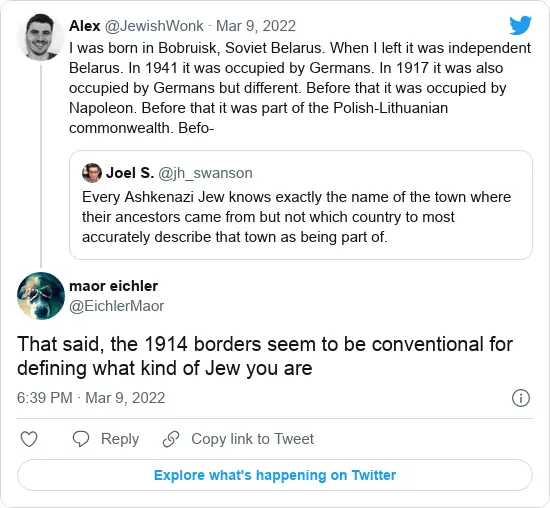 Alex @JewishWonk · Mar 9, 2022
I was born in Bobruisk, Soviet Belarus. When I left it was independent
Belarus. In 1941 it was occupied by Germans. In 1917 it was also
occupied by Germans but different. Before that it was occupied by
Napoleon. Before that it was part of the Polish-Lithuanian
commonwealth. Befo-
Joel S. @jh_swanson
Every Ashkenazi Jew knows exactly the name of the town where
their ancestors came from but not which country to most
accurately describe that town as being part of.
maor eichler
@EichlerMaor
That said, the 1914 borders seem to be conventional for
defining what kind of Jew you are
6:39 PM · Mar 9, 2022
Reply Copy link to Tweet
Explore what's happening on Twitter